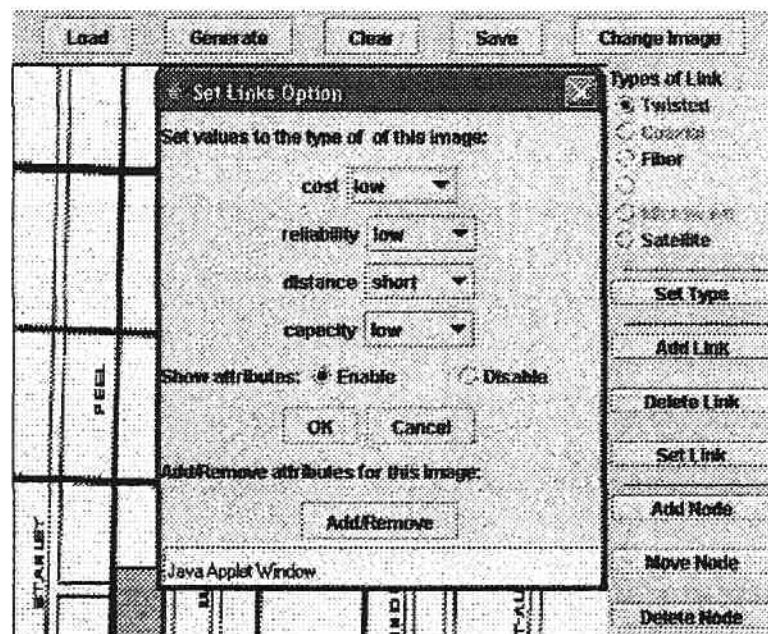 Load Generate Clear Save Change Image
Set Links Option
Set values to the type of of this image:
cost low
reliability low
distance short
capacity low
Show attributes: Enable Disable
OK Cancel
Add/Remove attributes for this image:
Add/Remove
Java Applet Window
Types of Link
Twisted
Coaxial
Fiber
Satellite
Set Type
Add Link
Delete Link
Set Link
Add Node
Move Node
Delete Node
PEEL
STANLEY